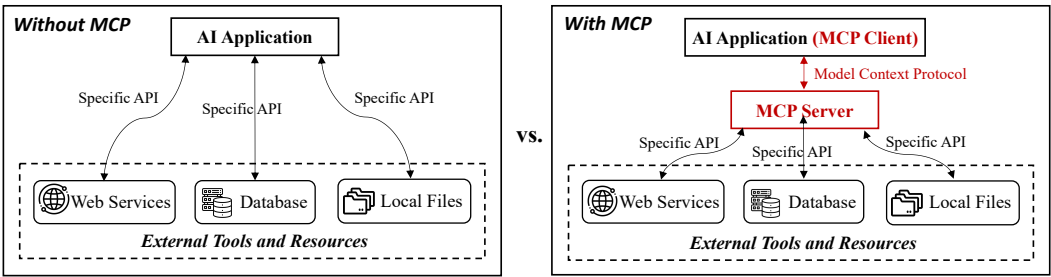 Without MCP
AI Application
Specific API
Specific API
Specific API
Web Services
Database
Local Files
External Tools and Resources
vs.
With MCP
AI Application (MCP Client)
Model Context Protocol
MCP Server
Specific API
Specific API
Specific API
Web Services
Database
Local Files
External Tools and Resources